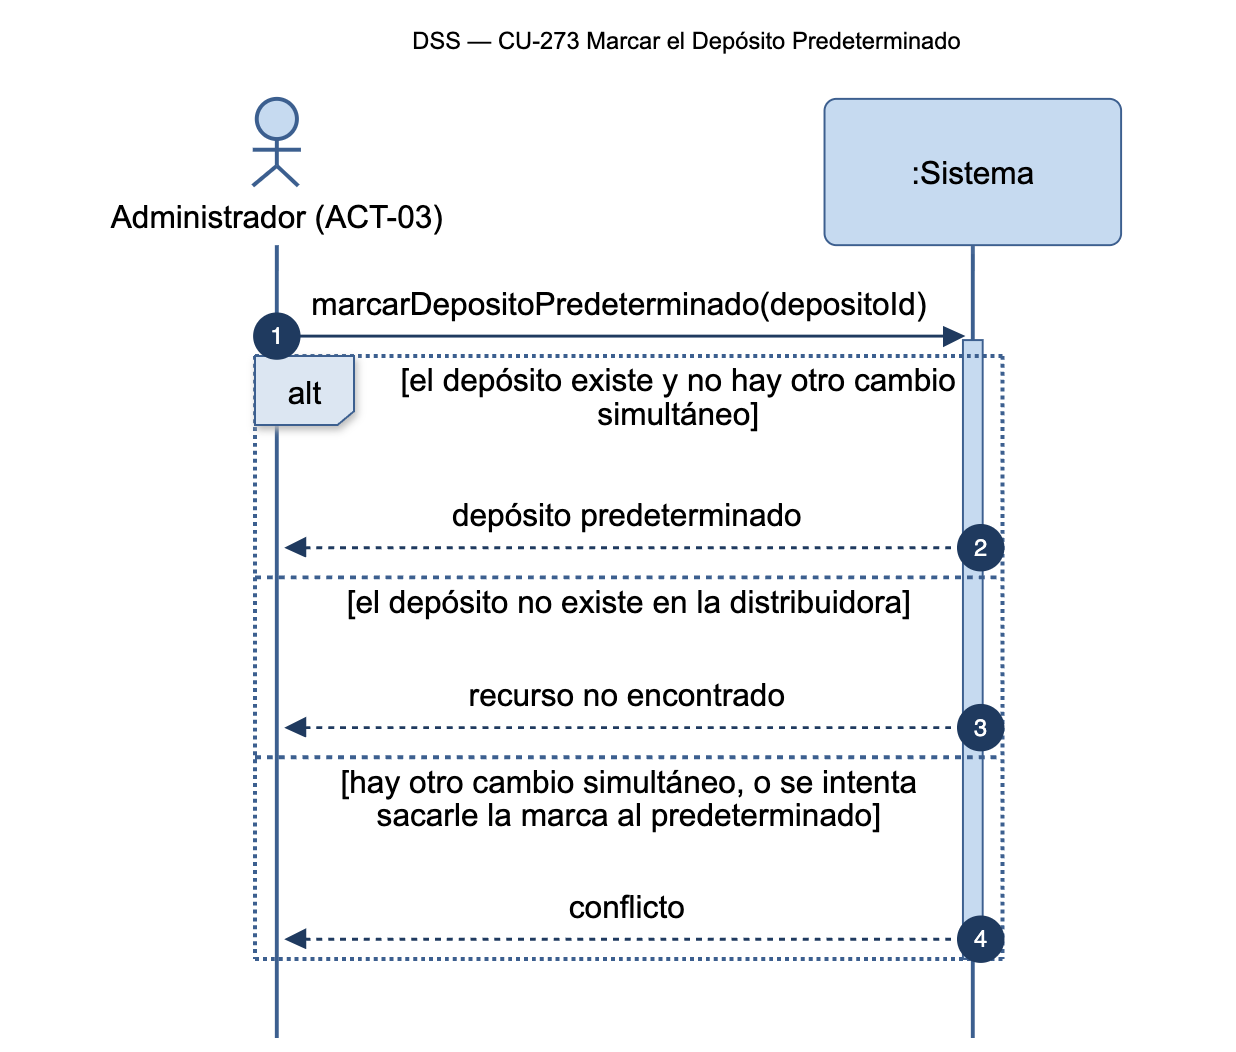 DSS — CU-273 Marcar el Depósito Predeterminado
Administrador (ACT-03)
:Sistema
marcarDepositoPredeterminado(depositoId)
1
alt
[el depósito existe y no hay otro cambio
simultáneo]
depósito predeterminado
2
[el depósito no existe en la distribuidora]
recurso no encontrado
3
[hay otro cambio simultáneo, o se intenta
sacarle la marca al predeterminado]
conflicto
4